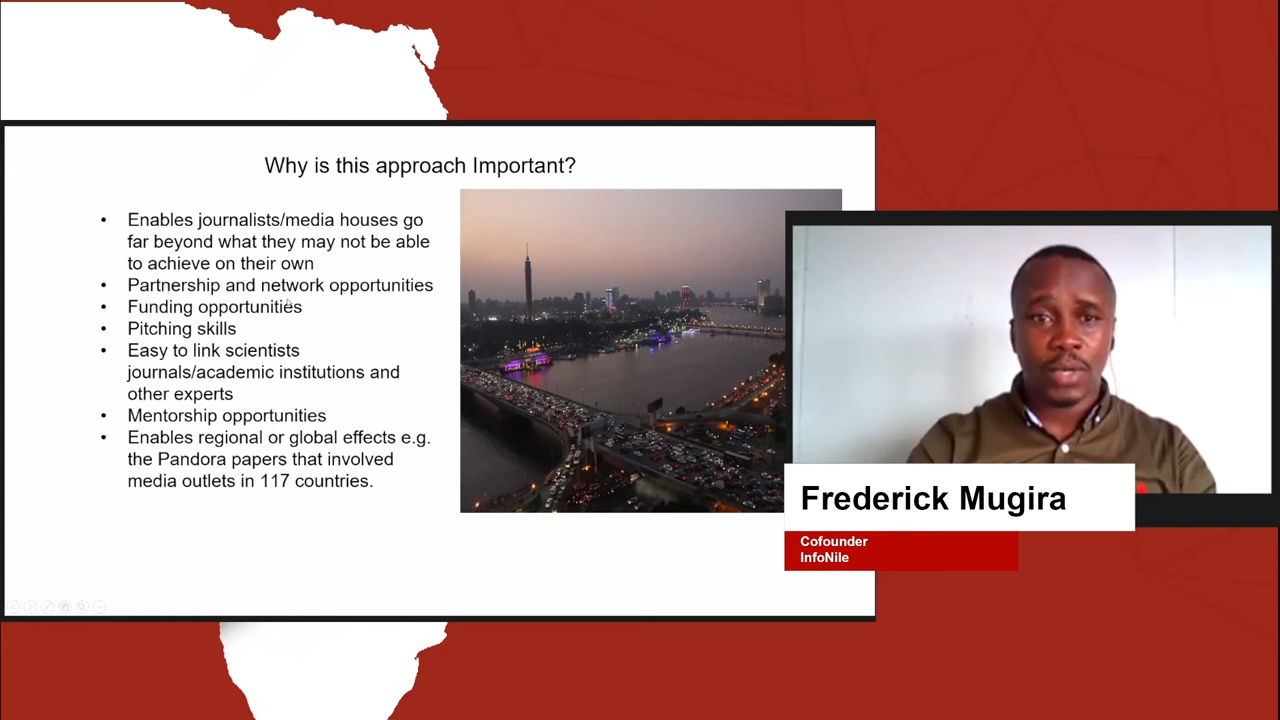 Why is this approach Important?
• Enables journalists/media houses go
far beyond what they may not be able
to achieve on their own
• Partnership and network opportunities
• Funding opportunities
• Pitching skills
• Easy to link scientists
journals/academic institutions and
other experts
• Mentorship opportunities
• Enables regional or global effects e.g.
the Pandora papers that involved
media outlets in 117 countries.
Frederick Mugira
Cofounder
InfoNile